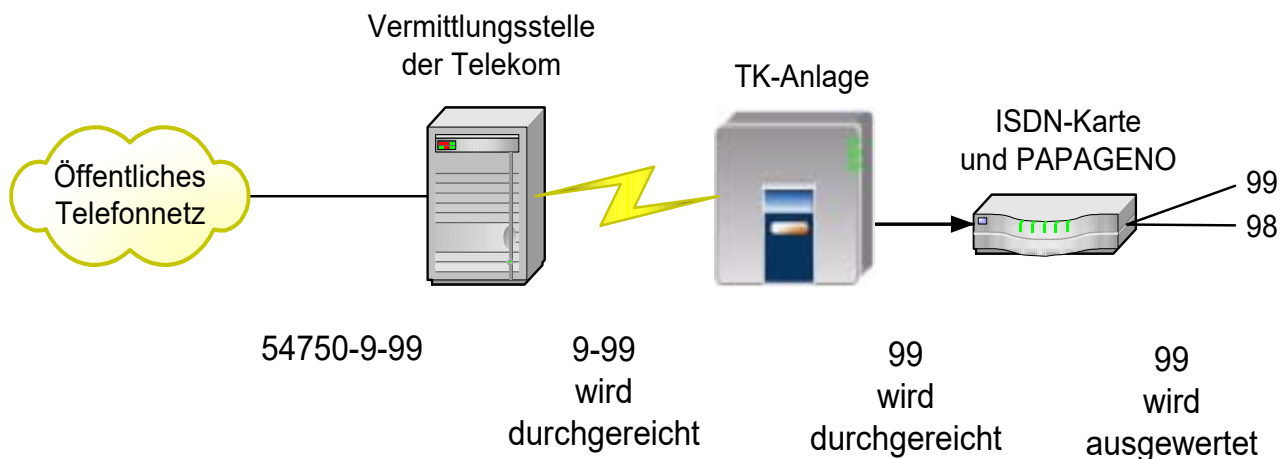 Vermittlungsstelle
der Telekom
TK-Anlage
ISDN-Karte
und PAPAGENO
Öffentliches
Telefonnetz
99
98
54750-9-99
9-99
wird
durchgereicht
99
wird
durchgereicht
99
wird
ausgewertet